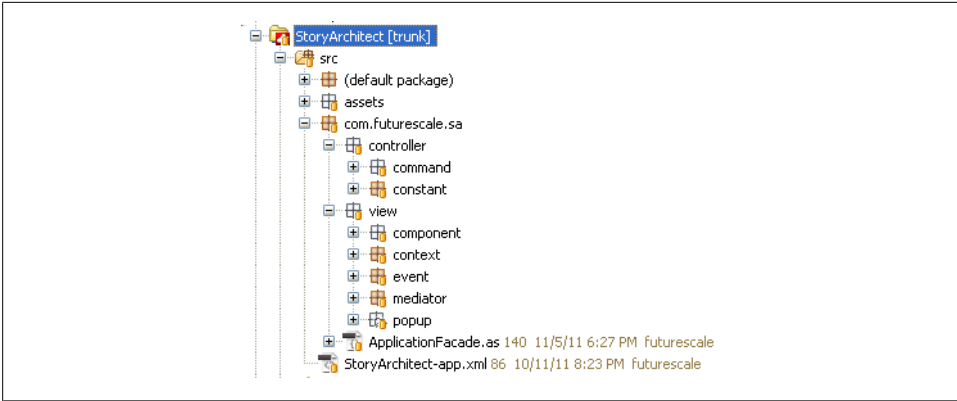 StoryArchitect [trunk]
src
(default package)
assets
com.futurescale.sa
controller
command
constant
view
component
context
event
mediator
popup
ApplicationFacade.as 140 11/5/11 6:27 PM futurescale
StoryArchitect-app.xml 86 10/11/11 8:23 PM futurescale